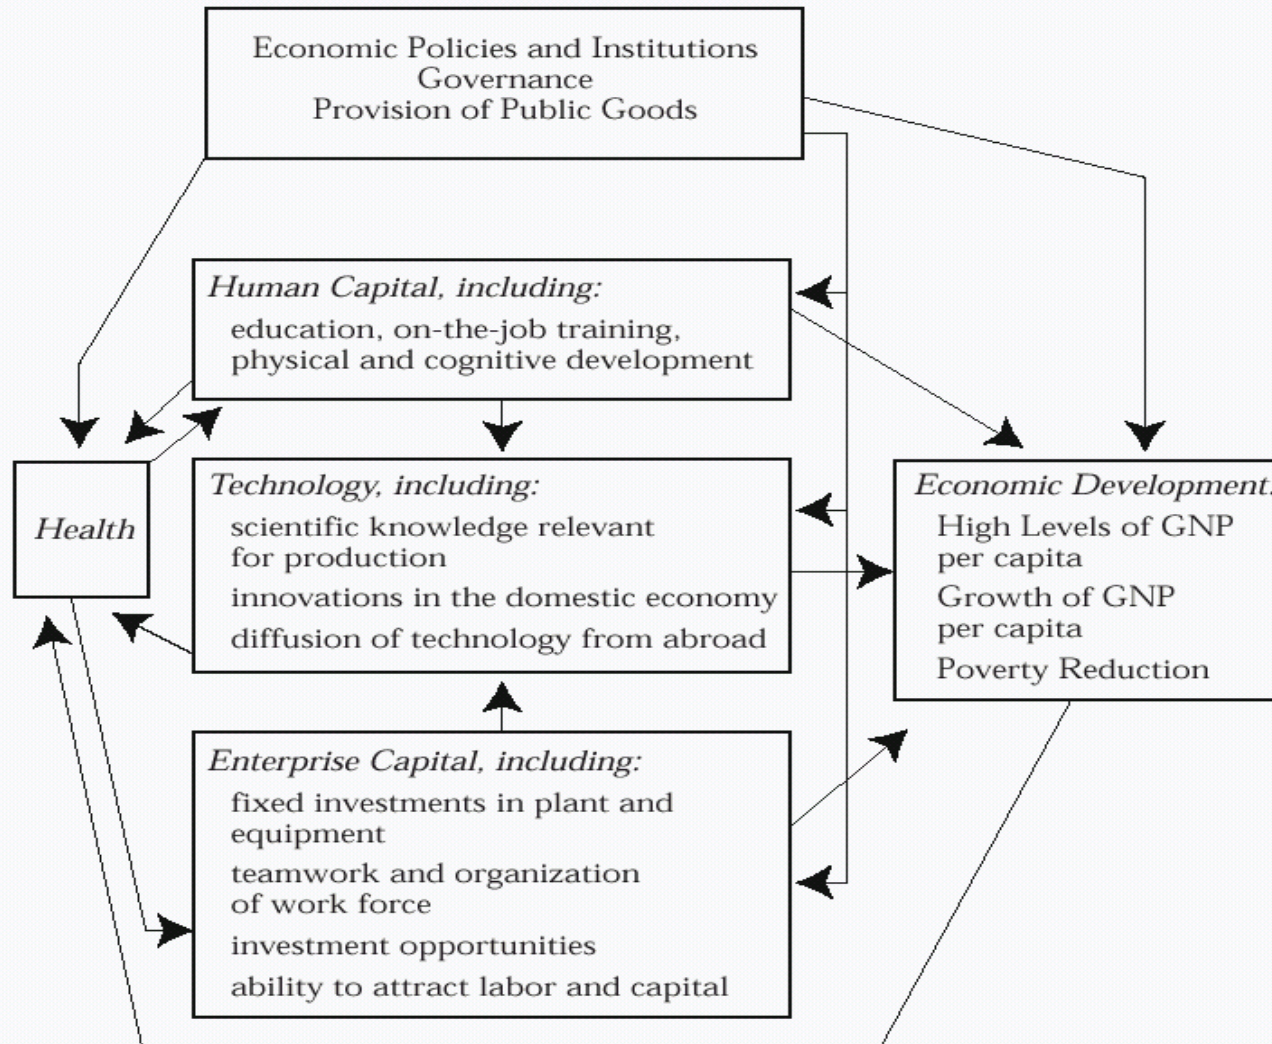 Economic Policies and Institutions
Governance
Provision of Public Goods
Human Capital, including:
education, on-the-job training,
physical and cognitive development
Health
Technology, including:
scientific knowledge relevant
for production
innovations in the domestic economy
diffusion of technology from abroad
Economic Development:
High Levels of GNP
per capita
Growth of GNP
per capita
Poverty Reduction
Enterprise Capital, including:
fixed investments in plant and
equipment
teamwork and organization
of work force
investment opportunities
ability to attract labor and capital